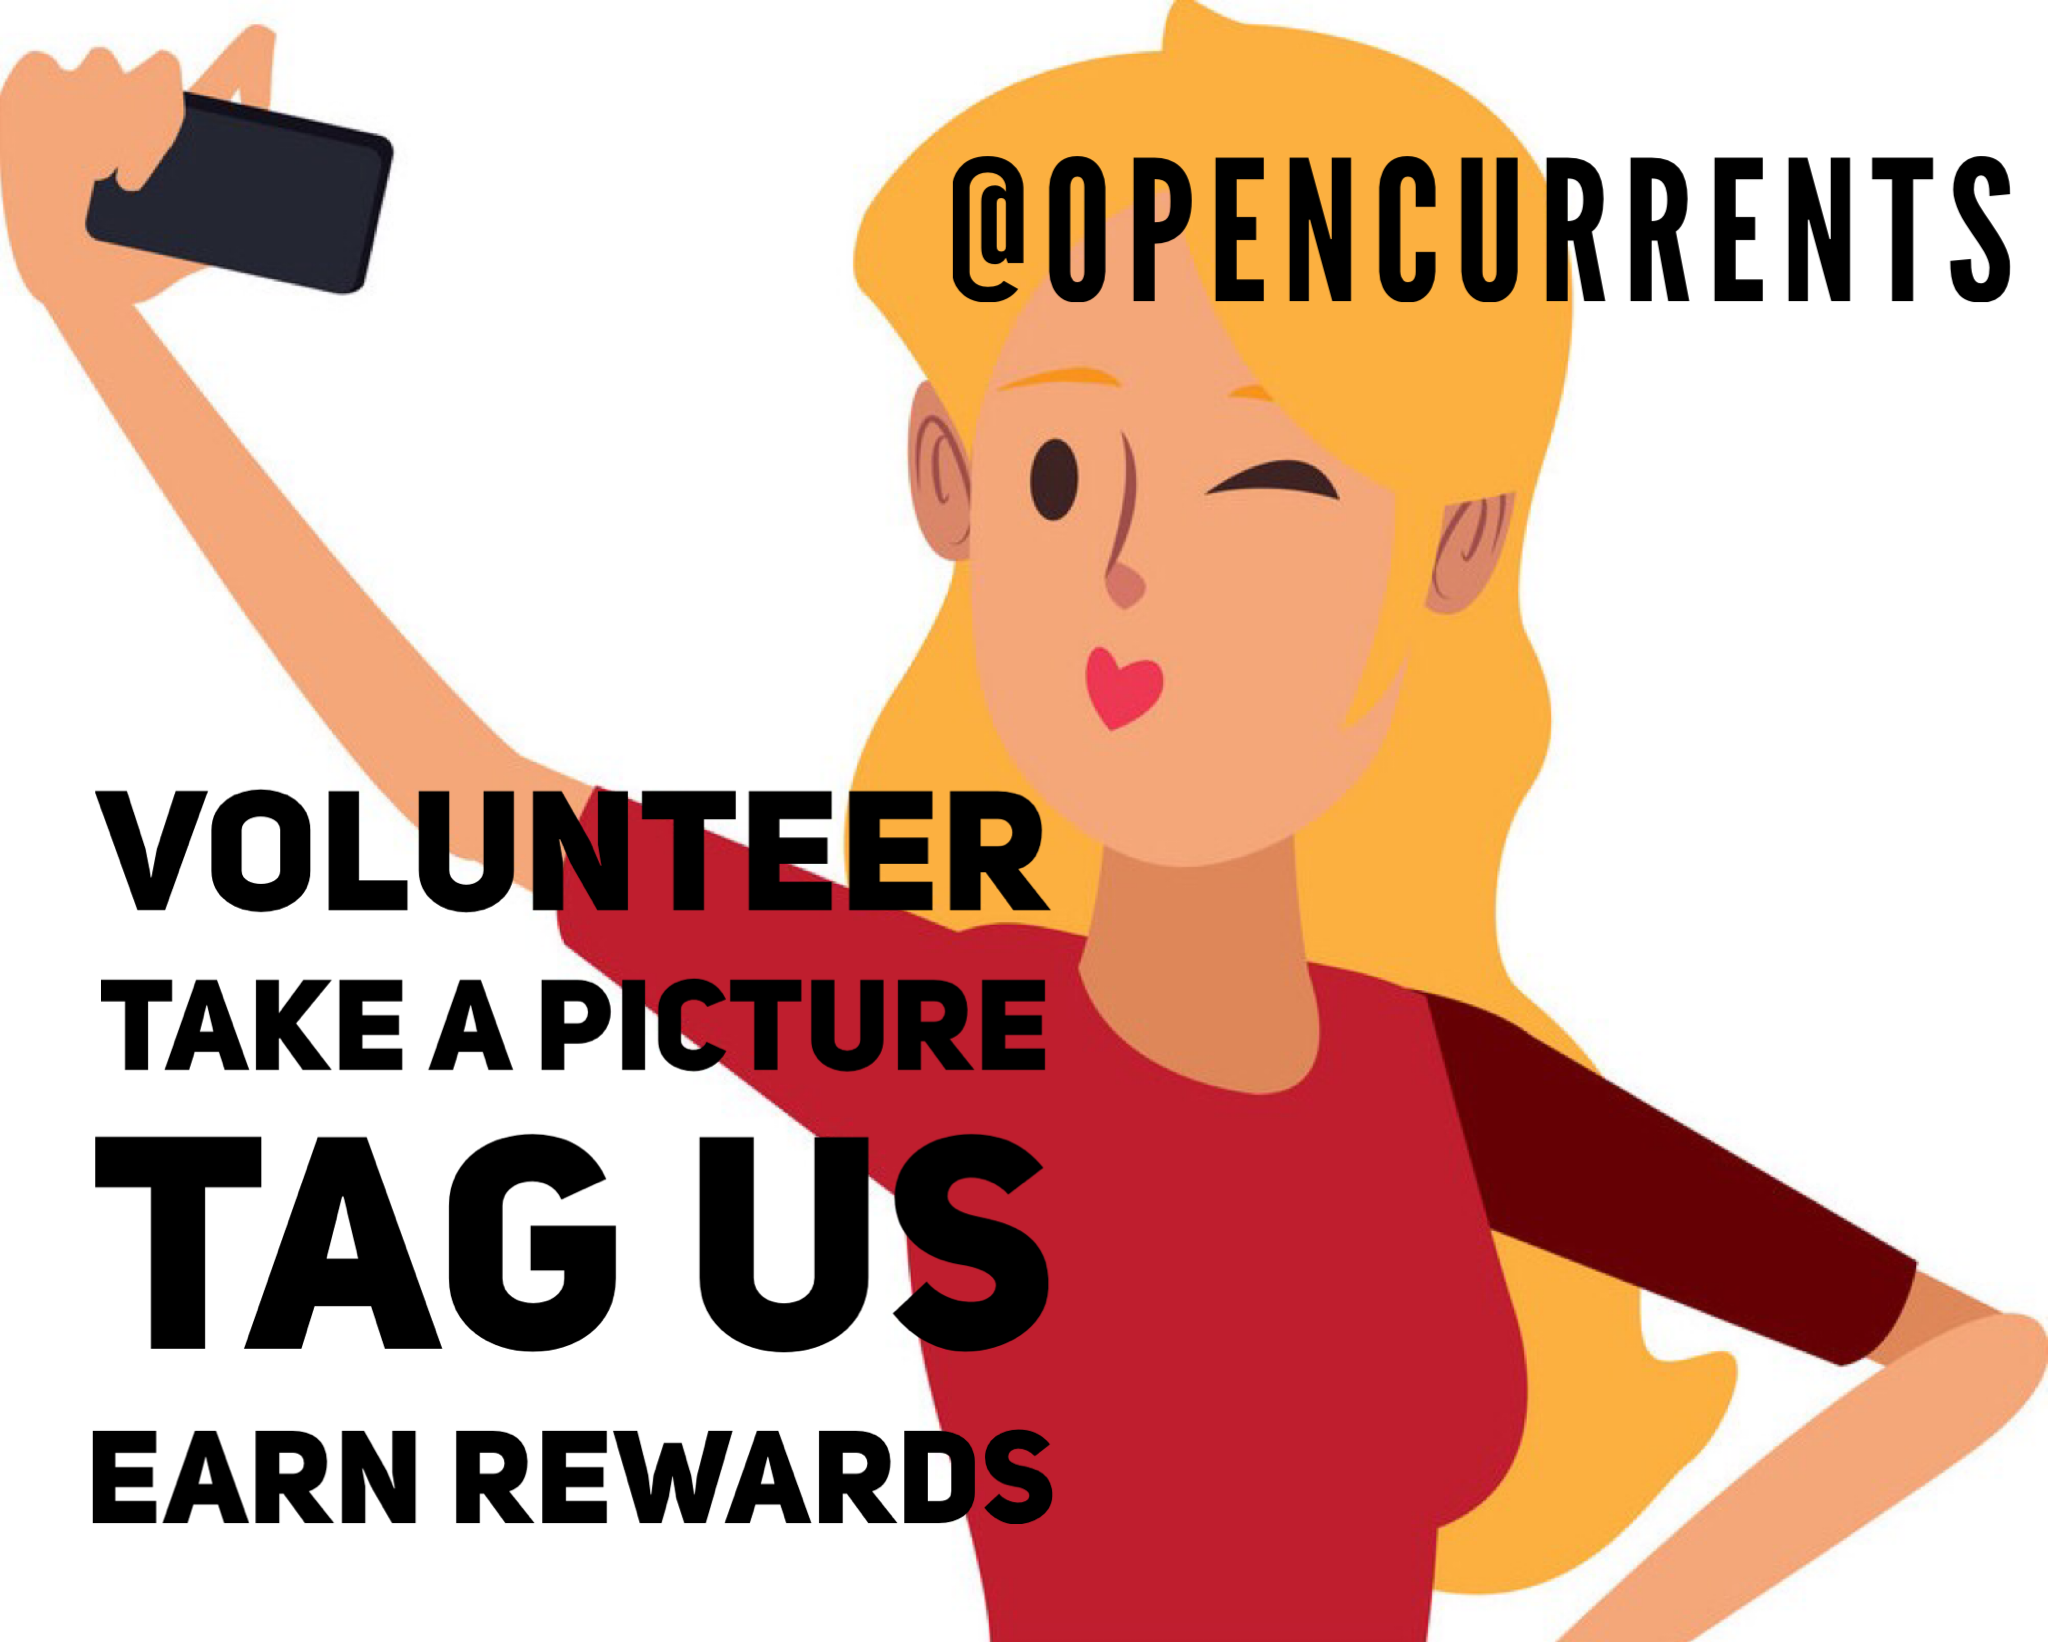 @OPENCURRENTS
VOLUNTEER
TAKE A PICTURE
TAG US
EARN REWARDS